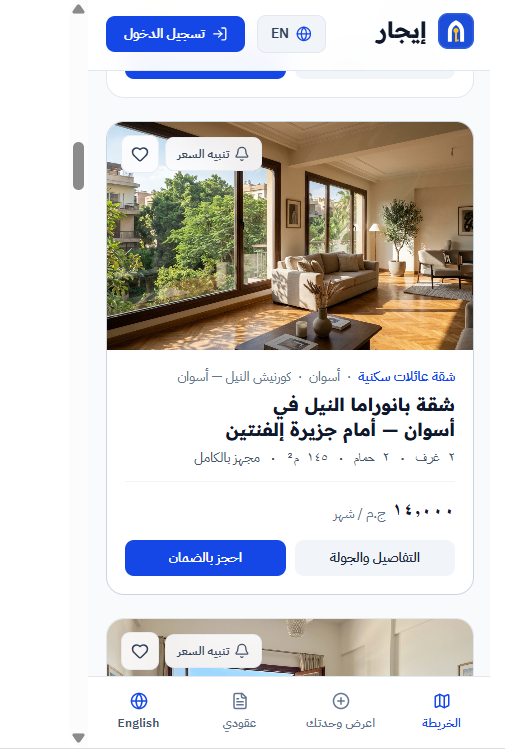 إيجار
EN
تسجيل الدخول
تنبيه السعر
شقة عائلات سكنية · أسوان · كورنيش النيل — أسوان
شقة بانوراما النيل في
أسوان — أمام جزيرة إلفنتين
٢ غرف · ٢ حمام · ١٤٥ م² · مجهز بالكامل
١٤,٠٠٠ ج.م / شهر
التفاصيل والجولة
احجز بالضمان
تنبيه السعر
الخريطة
اعرض وحدتك
عقودي
English